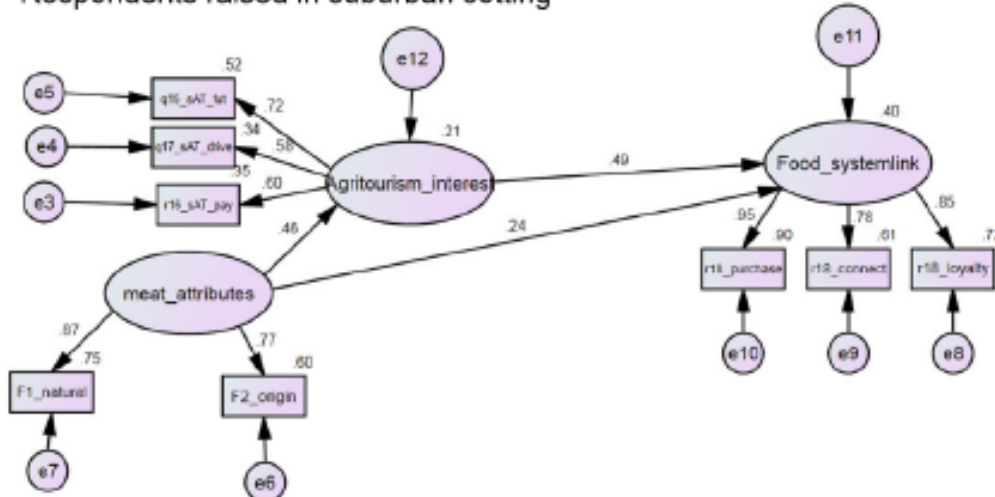 Respondents raised in suburban setting
e11
e12
.52
e5
.72
.40
.34
.21
e4
q17_sAT_drive
.58
.49
Food_systemlink
.35
Agritourism_interest
.60
e3
r16_sAT_pay
.95
.78
.85
.46
.24
.90
.61
r18_connect
r18_loyalty
meat_attributes
.87
.77
e10
e9
e8
.75
.60
F1_natural
F2_origin
e7
e6